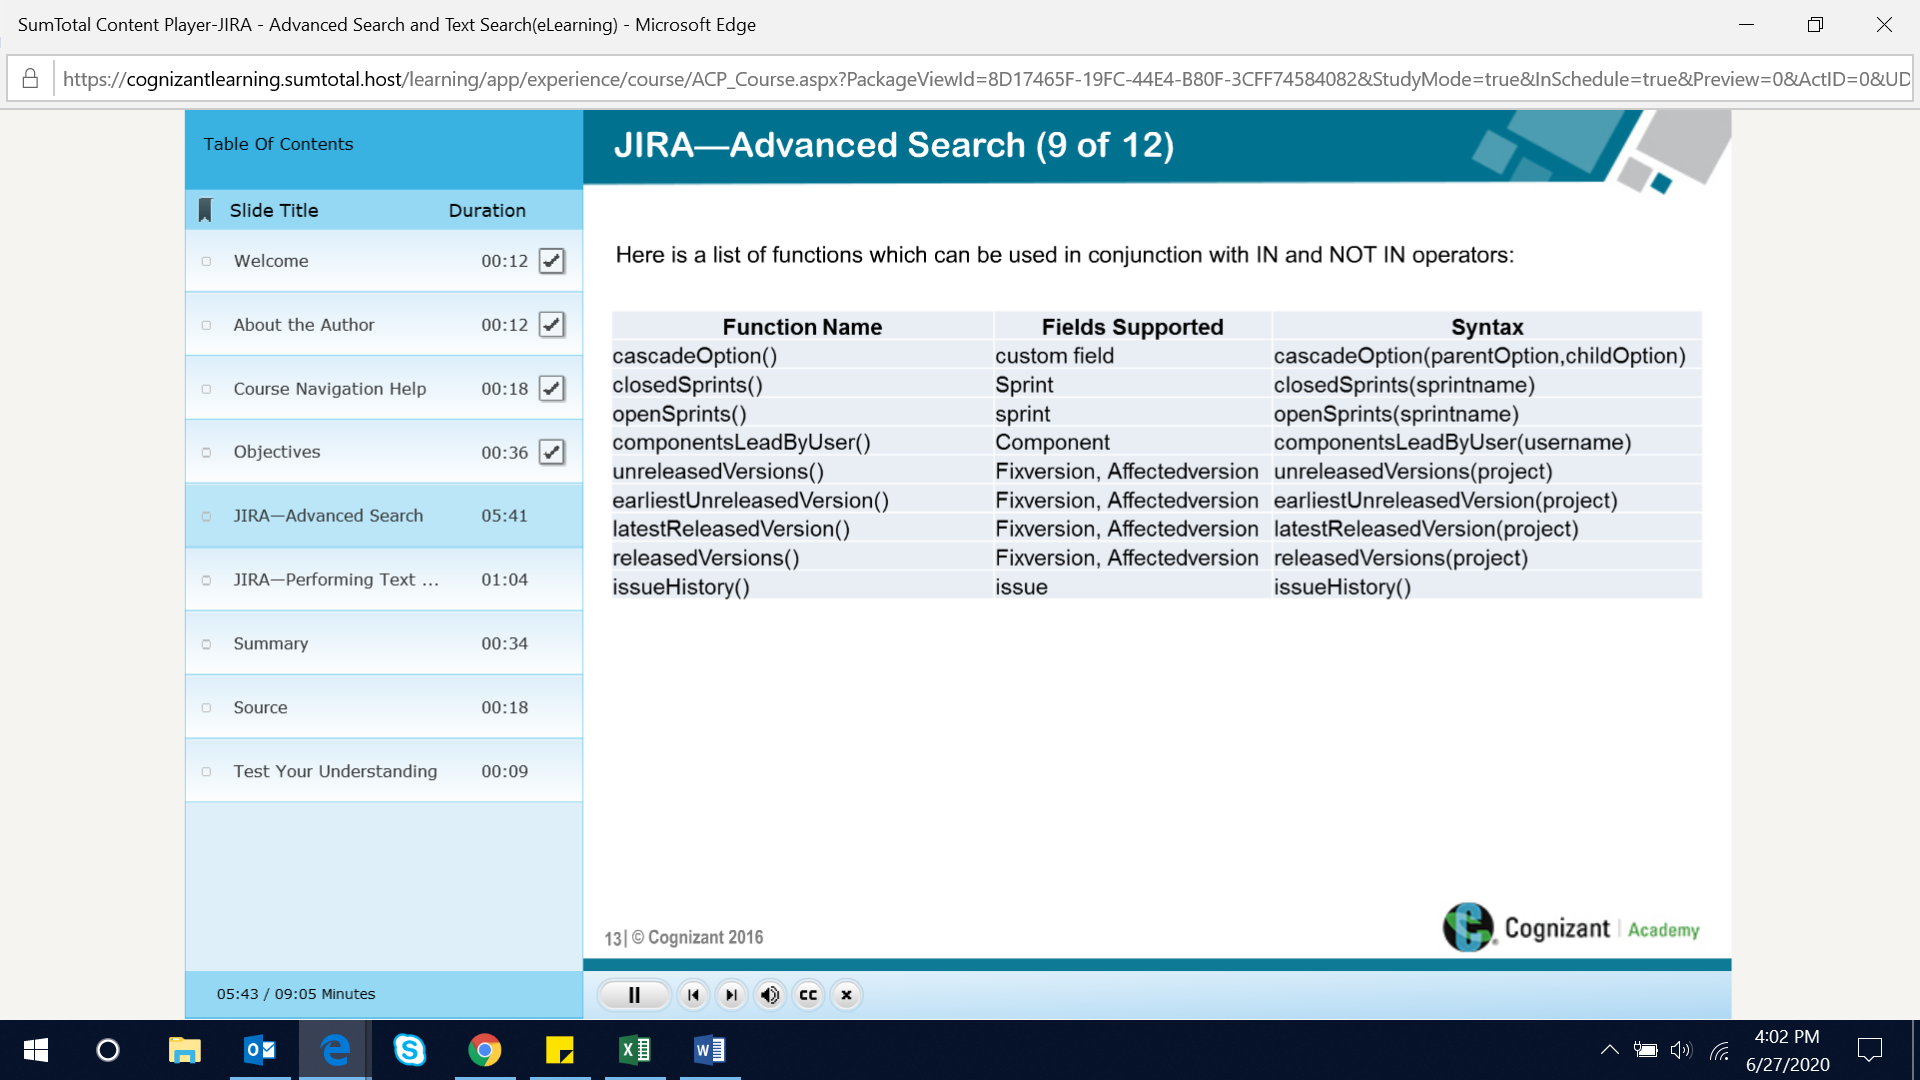 SumTotal Content Player-JIRA - Advanced Search and Text Search(eLearning) - Microsoft Edge
https://cognizantlearning.sumtotal.host/learning/app/experience/course/ACP_Course.aspx?PackageViewId=8D17465F-19FC-44E4-B80F-3CFF74584082&StudyMode=true&InSchedule=true&Preview=0&ActID=0&UD
Table Of Contents
Slide Title Duration
Welcome 00:12
About the Author 00:12
Course Navigation Help 00:18
Objectives 00:36
JIRA—Advanced Search 05:41
JIRA—Performing Text ... 01:04
Summary 00:34
Source 00:18
Test Your Understanding 00:09
05:43 / 09:05 Minutes
JIRA—Advanced Search (9 of 12)
Here is a list of functions which can be used in conjunction with IN and NOT IN operators:
Function Name Fields Supported Syntax
cascadeOption() custom field cascadeOption(parentOption,childOption)
closedSprints() Sprint closedSprints(sprintname)
openSprints() sprint openSprints(sprintname)
componentsLeadByUser() Component componentsLeadByUser(username)
unreleasedVersions() Fixversion, Affectedversion unreleasedVersions(project)
earliestUnreleasedVersion() Fixversion, Affectedversion earliestUnreleasedVersion(project)
latestReleasedVersion() Fixversion, Affectedversion latestReleasedVersion(project)
releasedVersions() Fixversion, Affectedversion releasedVersions(project)
issueHistory() issue issueHistory()
13| © Cognizant 2016
Cognizant | Academy
CC
4:02 PM
6/27/2020